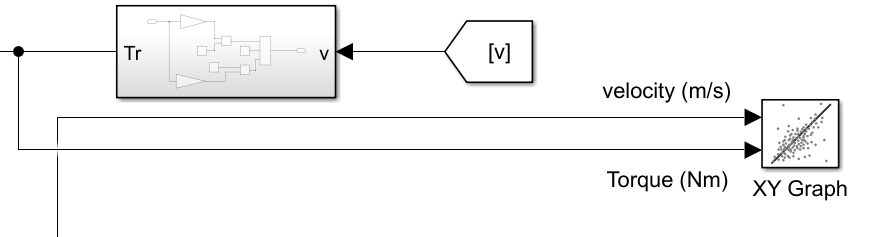 Tr
v
[v]
velocity (m/s)
Torque (Nm)
XY Graph